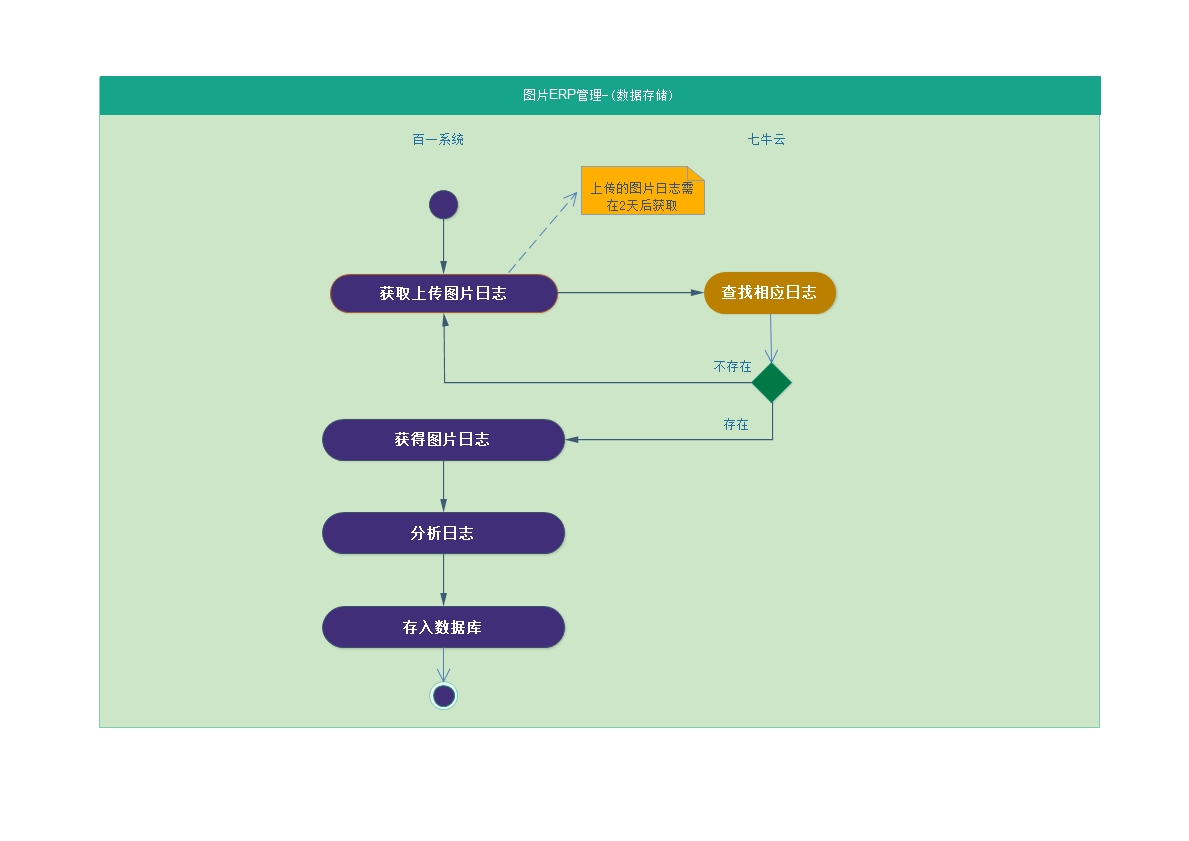 图片ERP管理-(数据存储)
百一系统
七牛云
上传的图片日志需
在2天后获取
获取上传图片日志
查找相应日志
不存在
存在
获得图片日志
分析日志
存入数据库